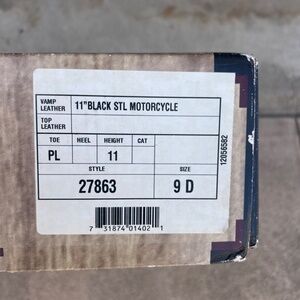 VAMP LEATHER 11"BLACK STL MOTORCYCLE
TOP LEATHER
TOE HEEL HEIGHT CAT
PL 11
STYLE SIZE
27863 9 D
7 31874 01402 1
12056582